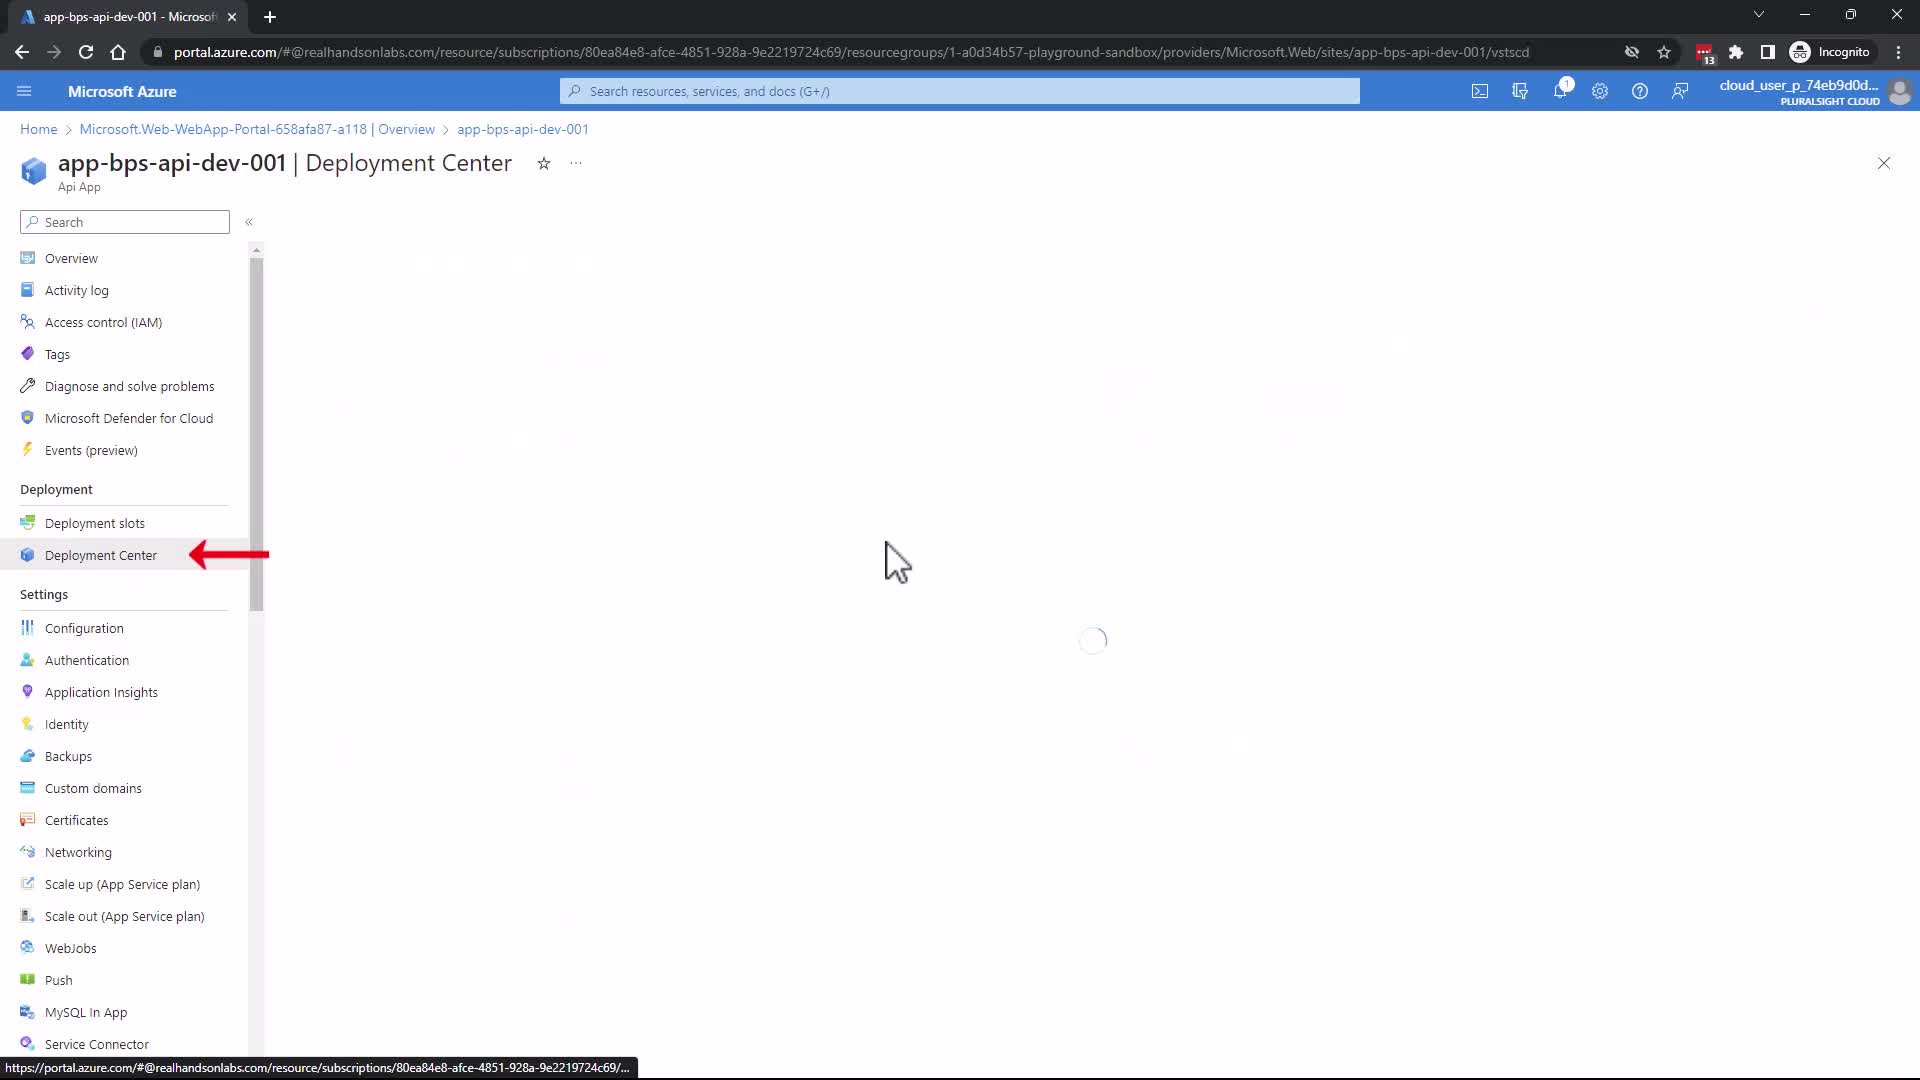 app-bps-api-dev-001 - Microsof
portal.azure.com/#@realhandsonlabs.com/resource/subscriptions/80ea84e8-afce-4851-928a-9e2219724c69/resourcegroups/1-a0d34b57-playground-sandbox/providers/Microsoft.Web/sites/app-bps-api-dev-001/vstscd
13
Incognito
Microsoft Azure
Search resources, services, and docs (G+/)
1
cloud_user_p_74eb9d0d...
PLURALSIGHT CLOUD
Home > Microsoft.Web-WebApp-Portal-658afa87-a118 | Overview > app-bps-api-dev-001
app-bps-api-dev-001 | Deployment Center
Api App
Search
Overview
Activity log
Access control (IAM)
Tags
Diagnose and solve problems
Microsoft Defender for Cloud
Events (preview)
Deployment
Deployment slots
Deployment Center
Settings
Configuration
Authentication
Application Insights
Identity
Backups
Custom domains
Certificates
Networking
Scale up (App Service plan)
Scale out (App Service plan)
WebJobs
Push
MySQL In App
Service Connector
https://portal.azure.com/#@realhandsonlabs.com/resource/subscriptions/80ea84e8-afce-4851-928a-9e2219724c69/...